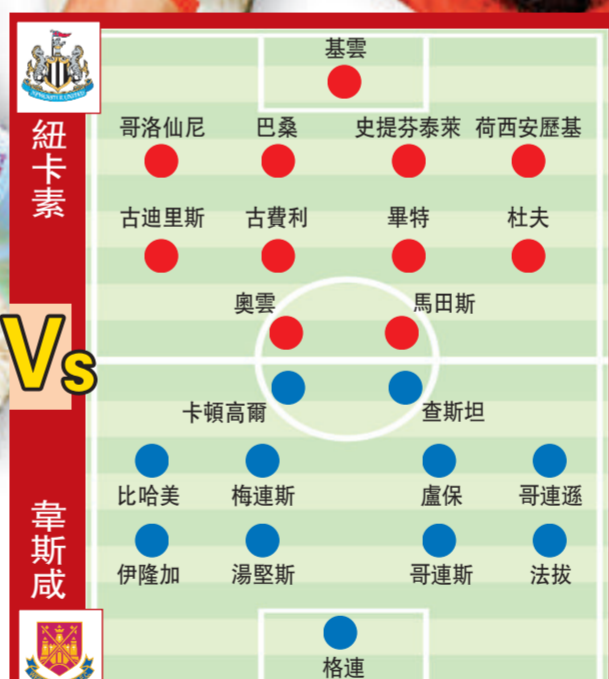 紐卡素
基雲
哥洛仙尼 巴桑 史提芬泰萊 荷西安歷基
古迪里斯 古費利 畢特 杜夫
奧雲 馬田斯
Vs
卡頓高爾 查斯坦
比哈美 梅連斯 盧保 哥連遜
伊隆加 湯堅斯 哥連斯 法拔
格連
韋斯咸